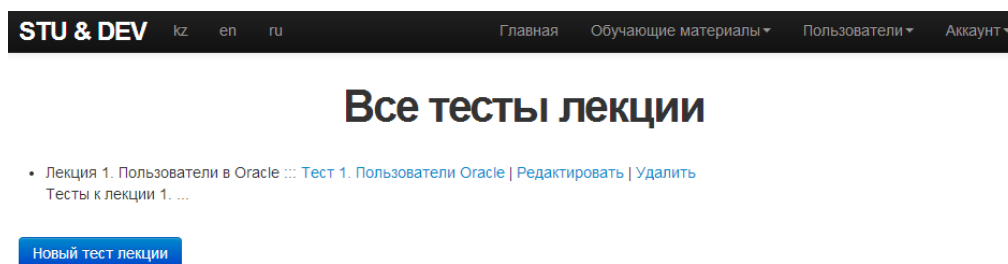 STU & DEV kz en ru Главная Обучающие материалы Пользователи Аккаунт
Все тесты лекции
Лекция 1. Пользователи в Oracle ::: Тест 1. Пользователи Oracle | Редактировать | Удалить
Тесты к лекции 1. ...
Новый тест лекции